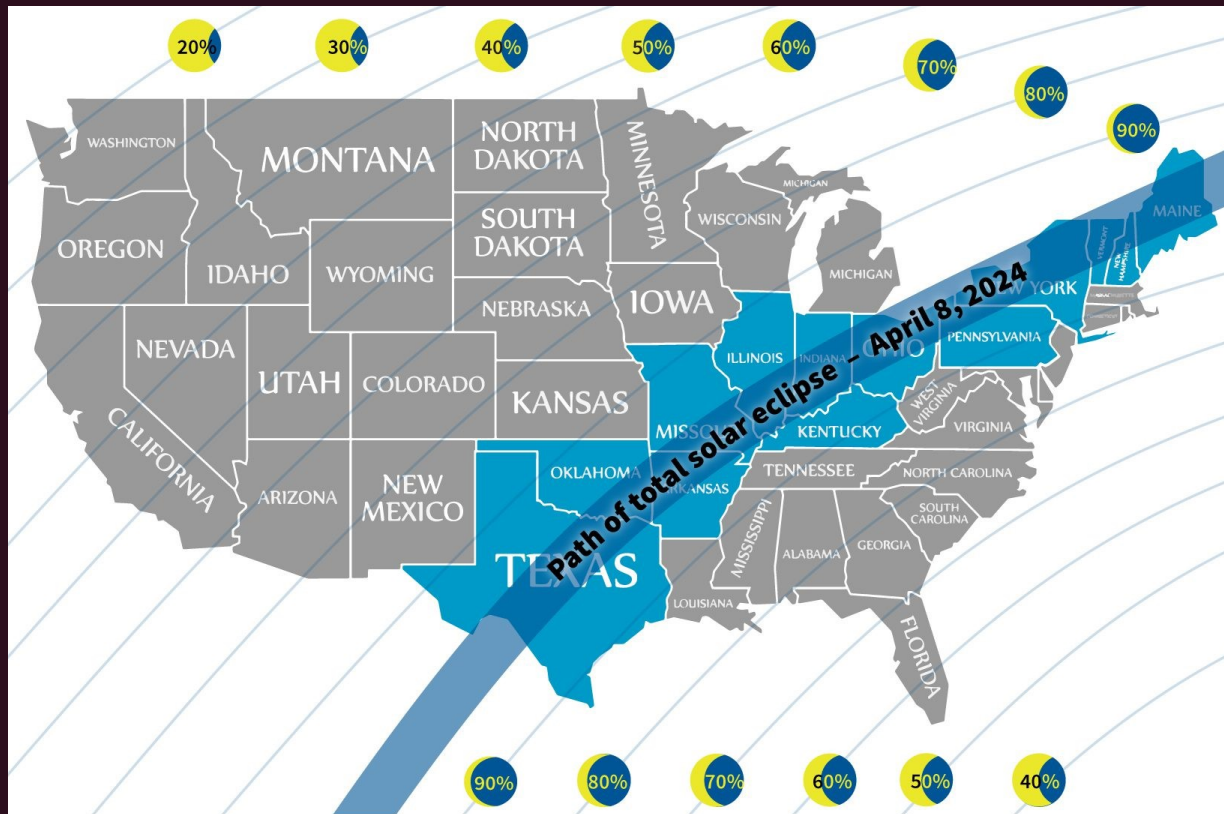 20%
30%
40%
50%
60%
70%
80%
90%
WASHINGTON
MONTANA
NORTH
DAKOTA
MINNESOTA
MICHIGAN
MAINE
OREGON
IDAHO
WYOMING
SOUTH
DAKOTA
WISCONSIN
MICHIGAN
VERMONT
NEW
HAMPSHIRE
W YORK
NEBRASKA
IOWA
NEVADA
UTAH
COLORADO
KANSAS
ILLINOIS
INDIANA
OHIO
PENNSYLVANIA
CALIFORNIA
MISSOU
KENTUCKY
WEST
VIRGINIA
VIRGINIA
ARIZONA
NEW
MEXICO
OKLAHOMA
RKANSAS
TENNESSEE
NORTH CAROLINA
SOUTH
CAROLINA
TEXAS
Path of total solar eclipse – April 8, 2024
MISSISSIPPI
ALABAMA
GEORGIA
LOUISIANA
FLORIDA
90%
80%
70%
60%
50%
40%